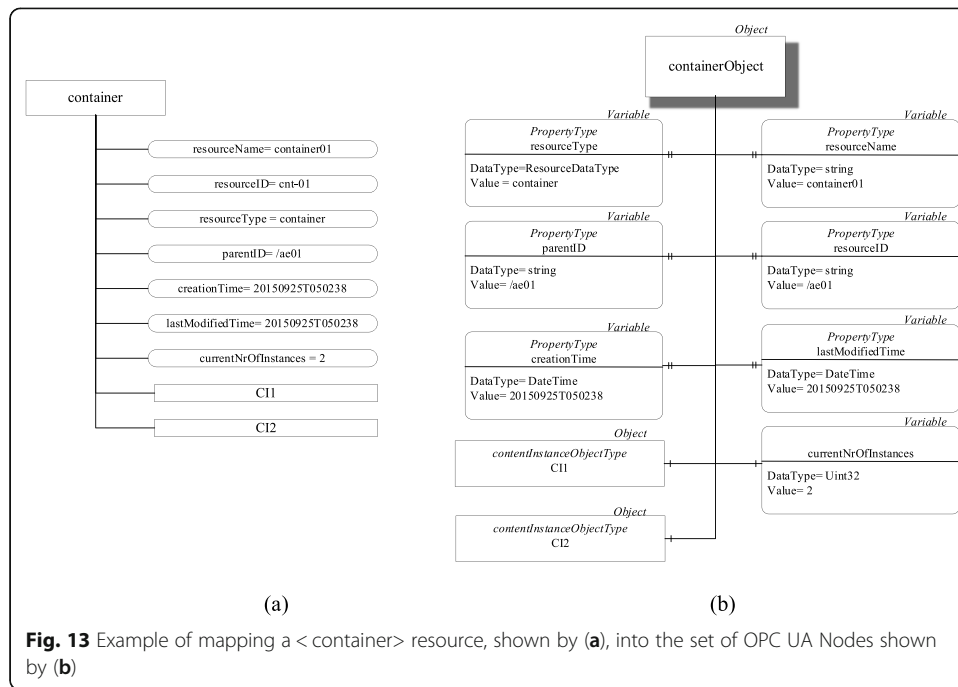 container
resourceName= container01
resourceID= cnt-01
resourceType = container
parentID= /ae01
creationTime= 20150925T050238
lastModifiedTime= 20150925T050238
currentNrOfInstances = 2
CI1
CI2
(a)
Object
containerObject
Variable
PropertyType
resourceType
DataType=ResourceDataType
Value = container
Variable
PropertyType
resourceName
DataType= string
Value= container01
Variable
PropertyType
parentID
DataType= string
Value= /ae01
Variable
PropertyType
resourceID
DataType= string
Value= /ae01
Variable
PropertyType
creationTime
DataType= DateTime
Value= 20150925T050238
Variable
PropertyType
lastModifiedTime
DataType= DateTime
Value= 20150925T050238
Object
contentInstanceObjectType
CI1
Variable
currentNrOfInstances
DataType= Uint32
Value= 2
Object
contentInstanceObjectType
CI2
(b)
Fig. 13 Example of mapping a < container> resource, shown by (a), into the set of OPC UA Nodes shown
by (b)